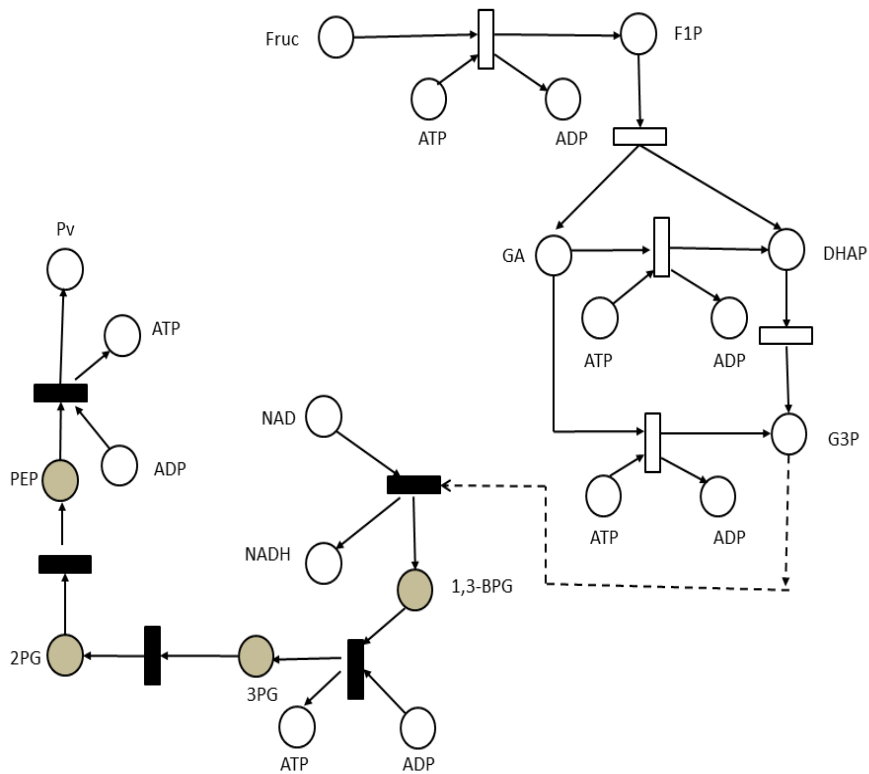 Fruc
F1P
ATP
ADP
Pv
GA
DHAP
ATP
ATP
ADP
NAD
G3P
PEP
ADP
ATP
ADP
NADH
1,3-BPG
2PG
3PG
ATP
ADP